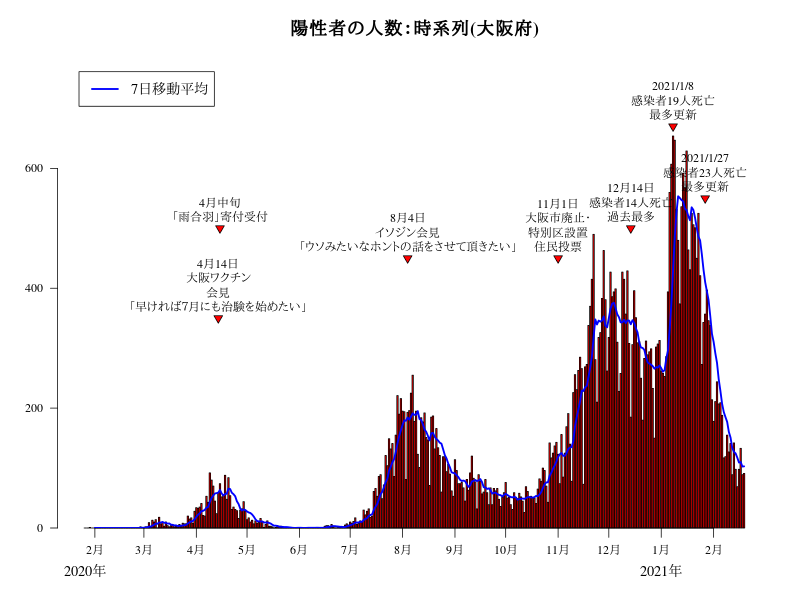 陽性者の人数:時系列(大阪府)
7日移動平均
2021/1/8
感染者19人死亡
最多更新
2021/1/27
感染者23人死亡
最多更新
12月14日
感染者14人死亡
過去最多
11月1日
大阪市廃止・
特別区設置
住民投票
8月4日
イソジン会見
「ウソみたいなホントの話をさせて頂きたい」
4月中旬
「雨合羽」寄付受付
4月14日
大阪ワクチン
会見
「早ければ7月にも治験を始めたい」
600
400
200
0
2月 3月 4月 5月 6月 7月 8月 9月 10月 11月 12月 1月 2月
2020年 2021年